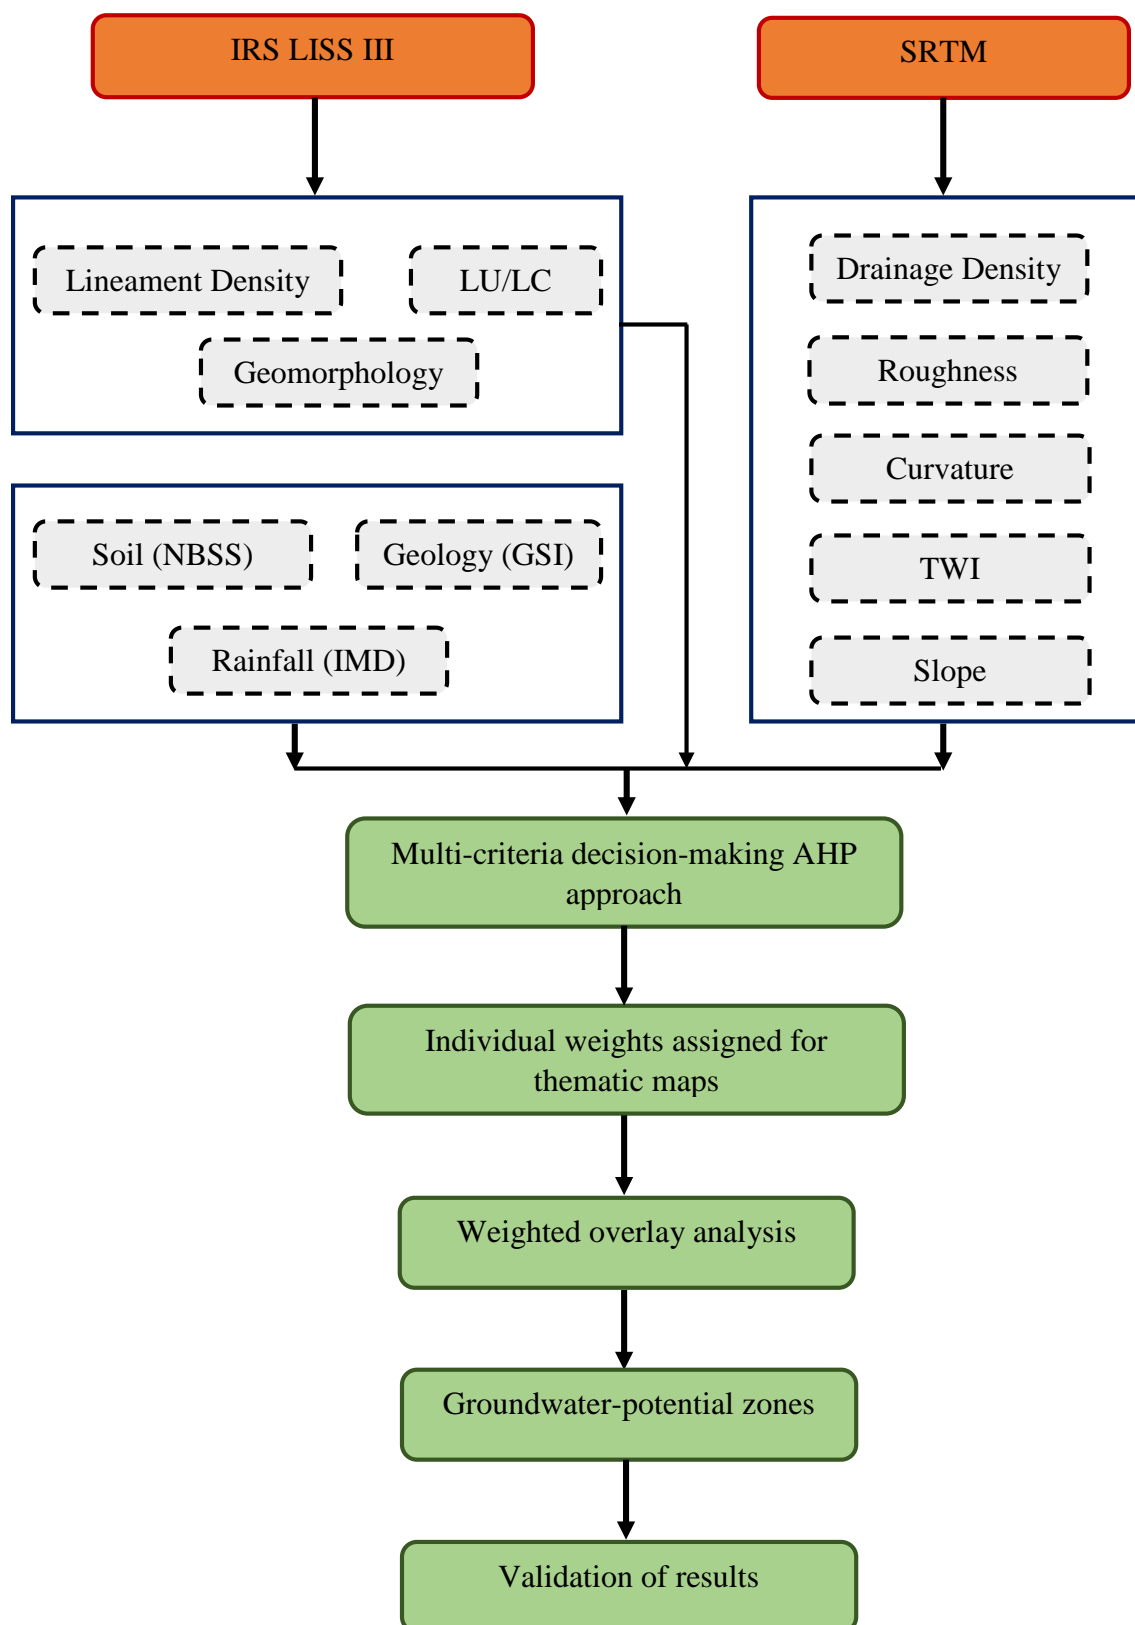 IRS LISS III
SRTM
Lineament Density
LU/LC
Geomorphology
Soil (NBSS)
Geology (GSI)
Rainfall (IMD)
Drainage Density
Roughness
Curvature
TWI
Slope
Multi-criteria decision-making AHP
approach
Individual weights assigned for
thematic maps
Weighted overlay analysis
Groundwater-potential zones
Validation of results